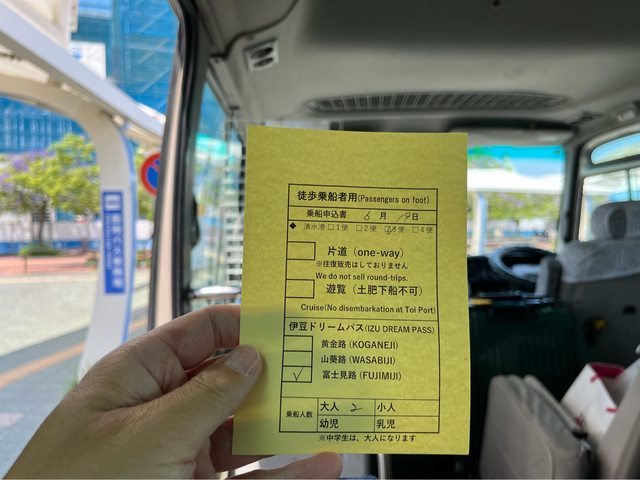 徒歩乗船者用(Passengers on foot)
乗船申込書 6月19日
◆ 清水港 □1便 □2便 ☑3便 □4便
片道（one-way）
※往復販売はしておりません
We do not sell round-trips.
遊覧（土肥下船不可）
Cruise(No disembarkation at Toi Port)
伊豆ドリームパス(IZU DREAM PASS)
黄金路 (KOGANEJI)
山葵路 (WASABIJI)
✓ 富士見路 (FUJIMIJI)
乗船人数 大人 2 小人
幼児 乳児
※中学生は、大人になります